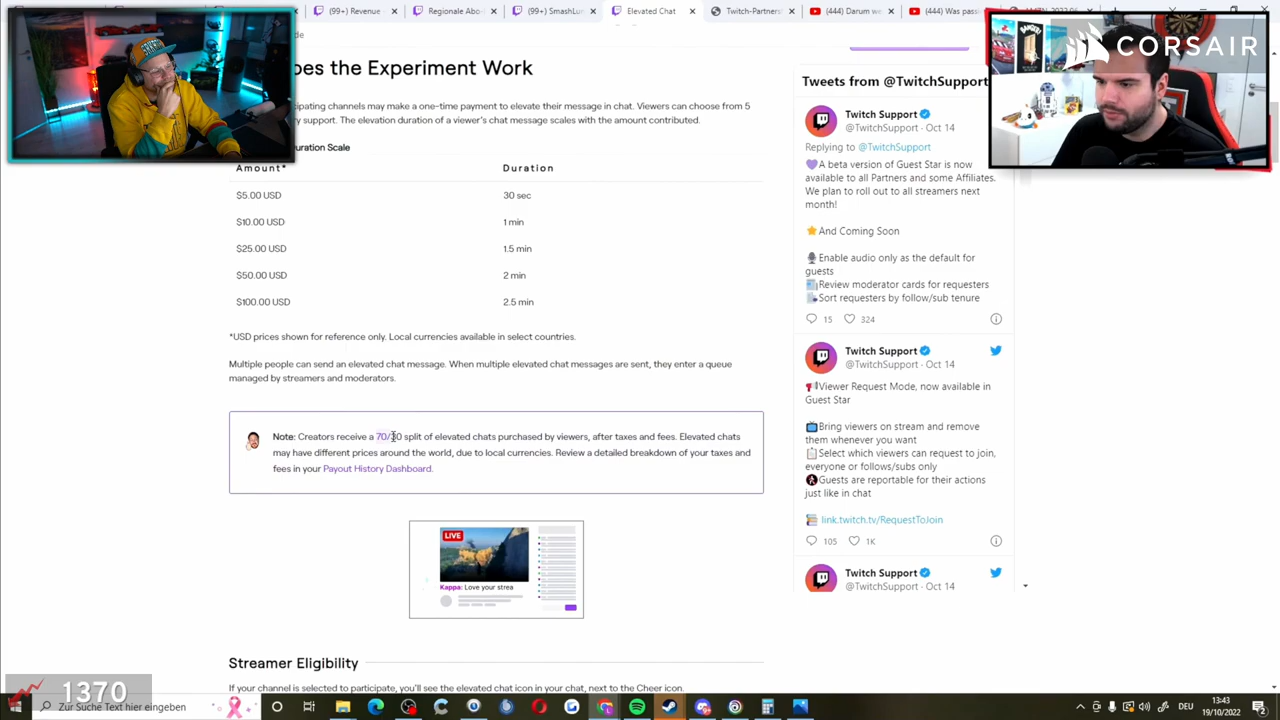 (99+) Revenue
Regionale Abo-
(99+) SmashLun
Elevated Chat
Twitch-Partners
(444) Darum we
(444) Was pass
CORSAIR
de
oes the Experiment Work
icipating channels may make a one-time payment to elevate their message in chat. Viewers can choose from 5
ry support. The elevation duration of a viewer's chat message scales with the amount contributed.
uration Scale
Amount*
Duration
$5.00 USD
30 sec
$10.00 USD
1 min
$25.00 USD
1.5 min
$50.00 USD
2 min
$100.00 USD
2.5 min
*USD prices shown for reference only. Local currencies available in select countries.
Multiple people can send an elevated chat message. When multiple elevated chat messages are sent, they enter a queue
managed by streamers and moderators.
Note: Creators receive a 70/30 split of elevated chats purchased by viewers, after taxes and fees. Elevated chats
may have different prices around the world, due to local currencies. Review a detailed breakdown of your taxes and
fees in your Payout History Dashboard.
LIVE
Kappa: Love your strea
Streamer Eligibility
If your channel is selected to participate, you'll see the elevated chat icon in your chat, next to the Cheer icon.
Tweets from @TwitchSupport
Twitch Support
@TwitchSupport · Oct 14
Replying to @TwitchSupport
A beta version of Guest Star is now
available to all Partners and some Affiliates.
We plan to roll out to all streamers next
month!
And Coming Soon
Enable audio only as the default for
guests
Review moderator cards for requesters
Sort requesters by follow/sub tenure
15 324
Twitch Support
@TwitchSupport · Oct 14
Viewer Request Mode, now available in
Guest Star
Bring viewers on stream and remove
them whenever you want
Select which viewers can request to join,
everyone or follows/subs only
Guests are reportable for their actions
just like in chat
link.twitch.tv/RequestToJoin
105 1K
Twitch Support
@TwitchSupport · Oct 14
1370
Zur Suche Text hier eingeben
13:43
19/10/2022